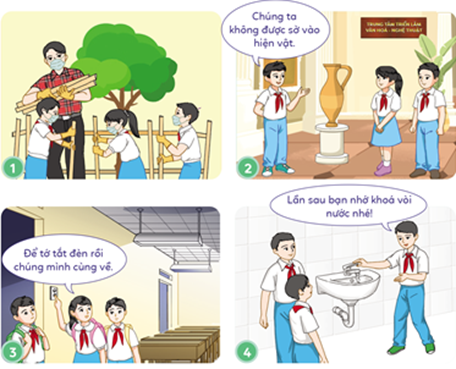 1
Chúng ta
không được sờ vào
hiện vật.
TRUNG TÂM TRIỂN LÃM
VĂN HOÁ - NGHỆ THUẬT
2
Để tớ tắt đèn rồi
chúng mình cùng về.
3
Lần sau bạn nhớ khoá vòi
nước nhé!
4